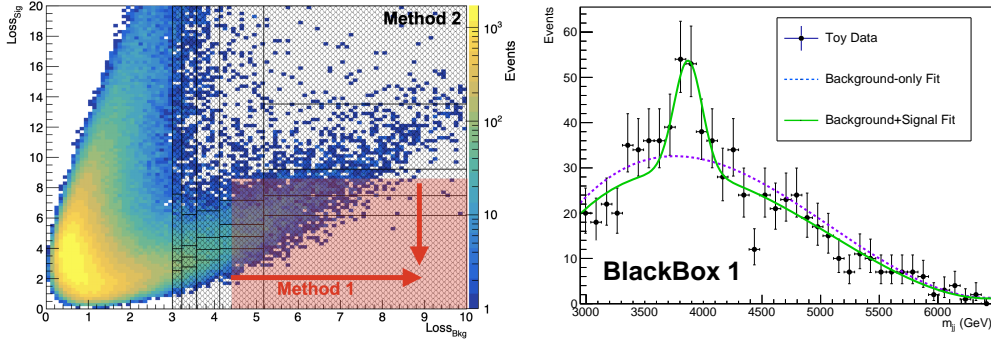 Loss_Sig
20
18
16
14
12
10
8
6
4
2
0
Method 2
Method 1
0 1 2 3 4 5 6 7 8 9 10
Loss_Bkg
Events
10³
10²
10
1
Events
60
50
40
30
20
10
0
Toy Data
Background-only Fit
Background+Signal Fit
BlackBox 1
3000 3500 4000 4500 5000 5500 6000
m_jj (GeV)